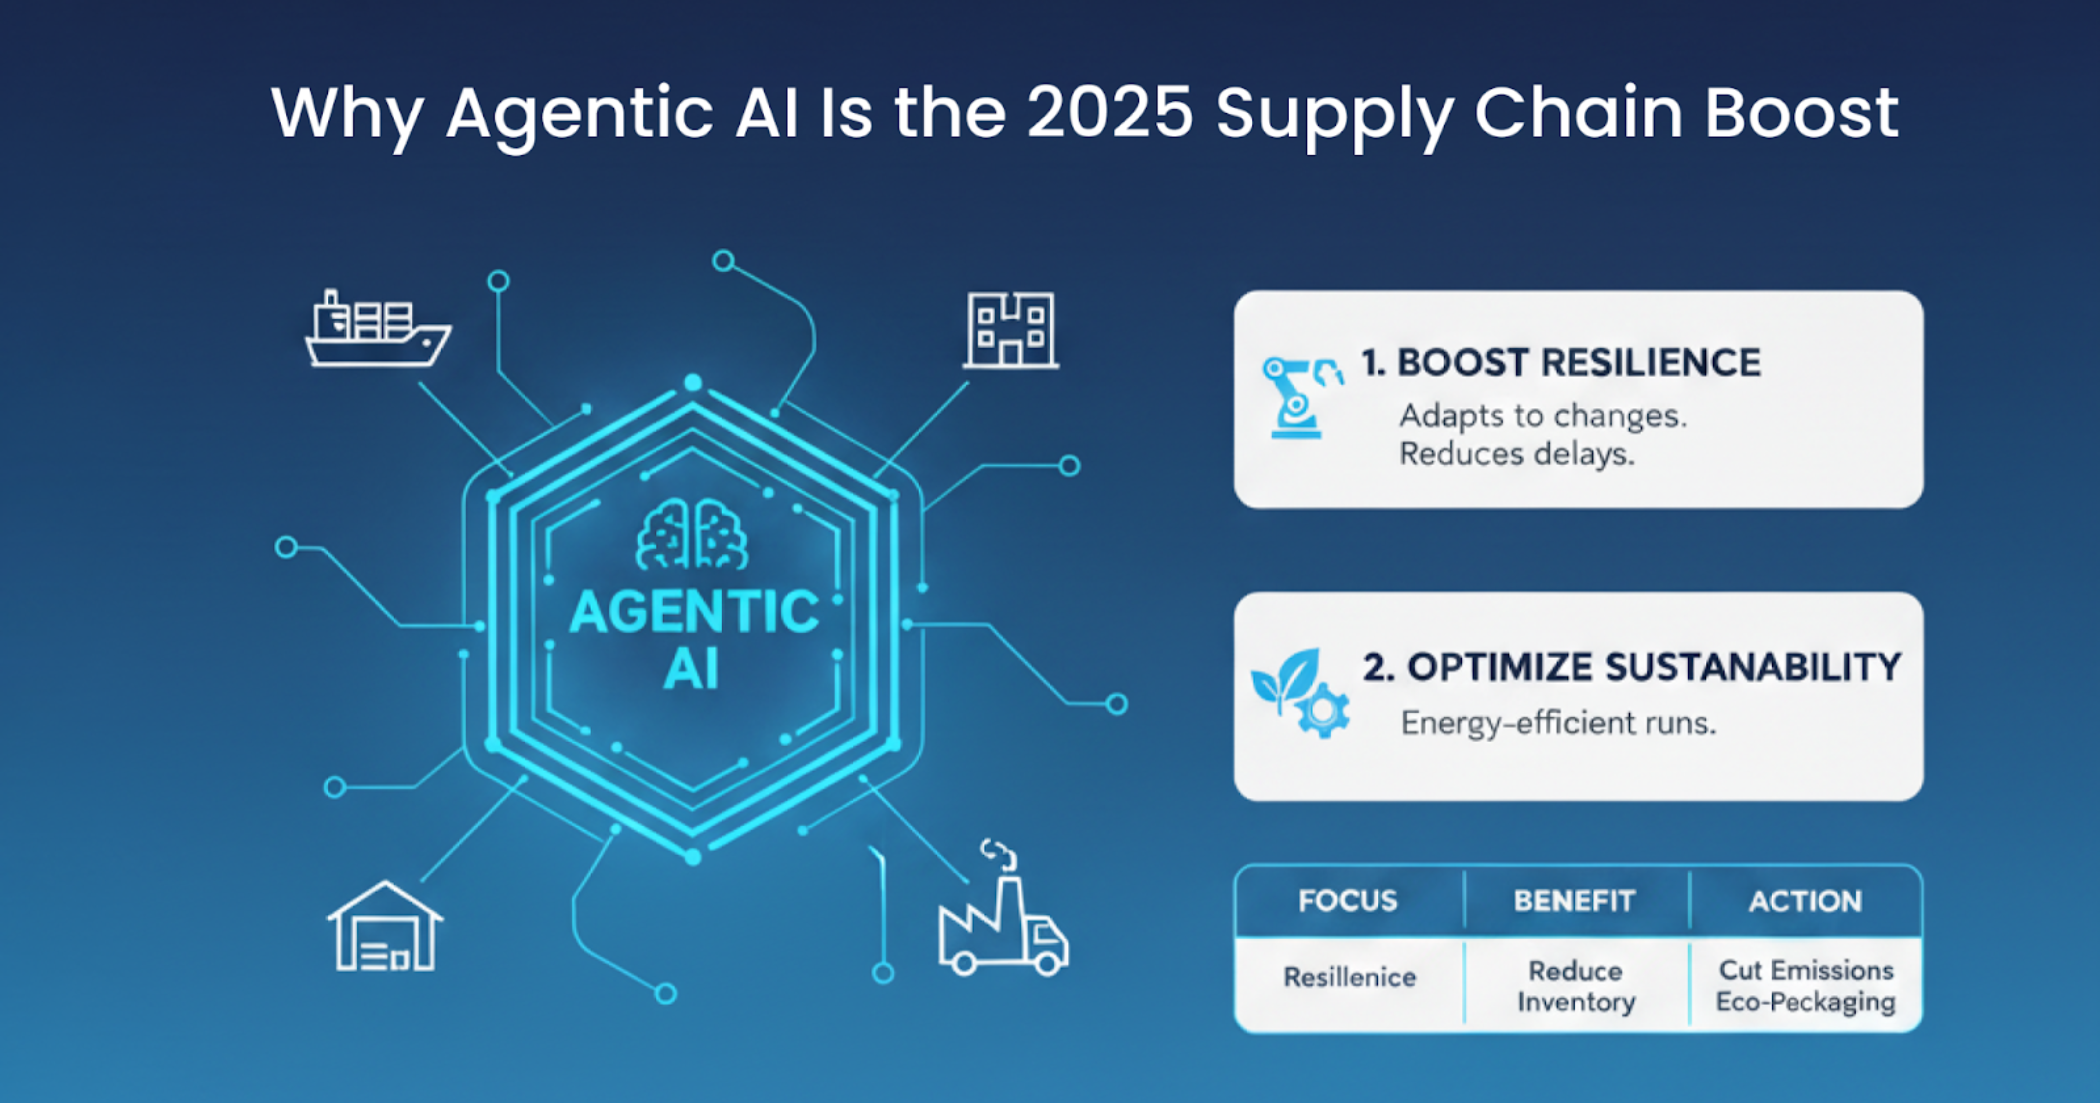 Why Agentic AI Is the 2025 Supply Chain Boost
AGENTIC
AI
1. BOOST RESILIENCE
Adapts to changes.
Reduces delays.
2. OPTIMIZE SUSTANABILITY
Energy-efficient runs.
FOCUS BENEFIT ACTION
Resillenice
Reduce
Inventory
Cut Emissions
Eco-Peckaging